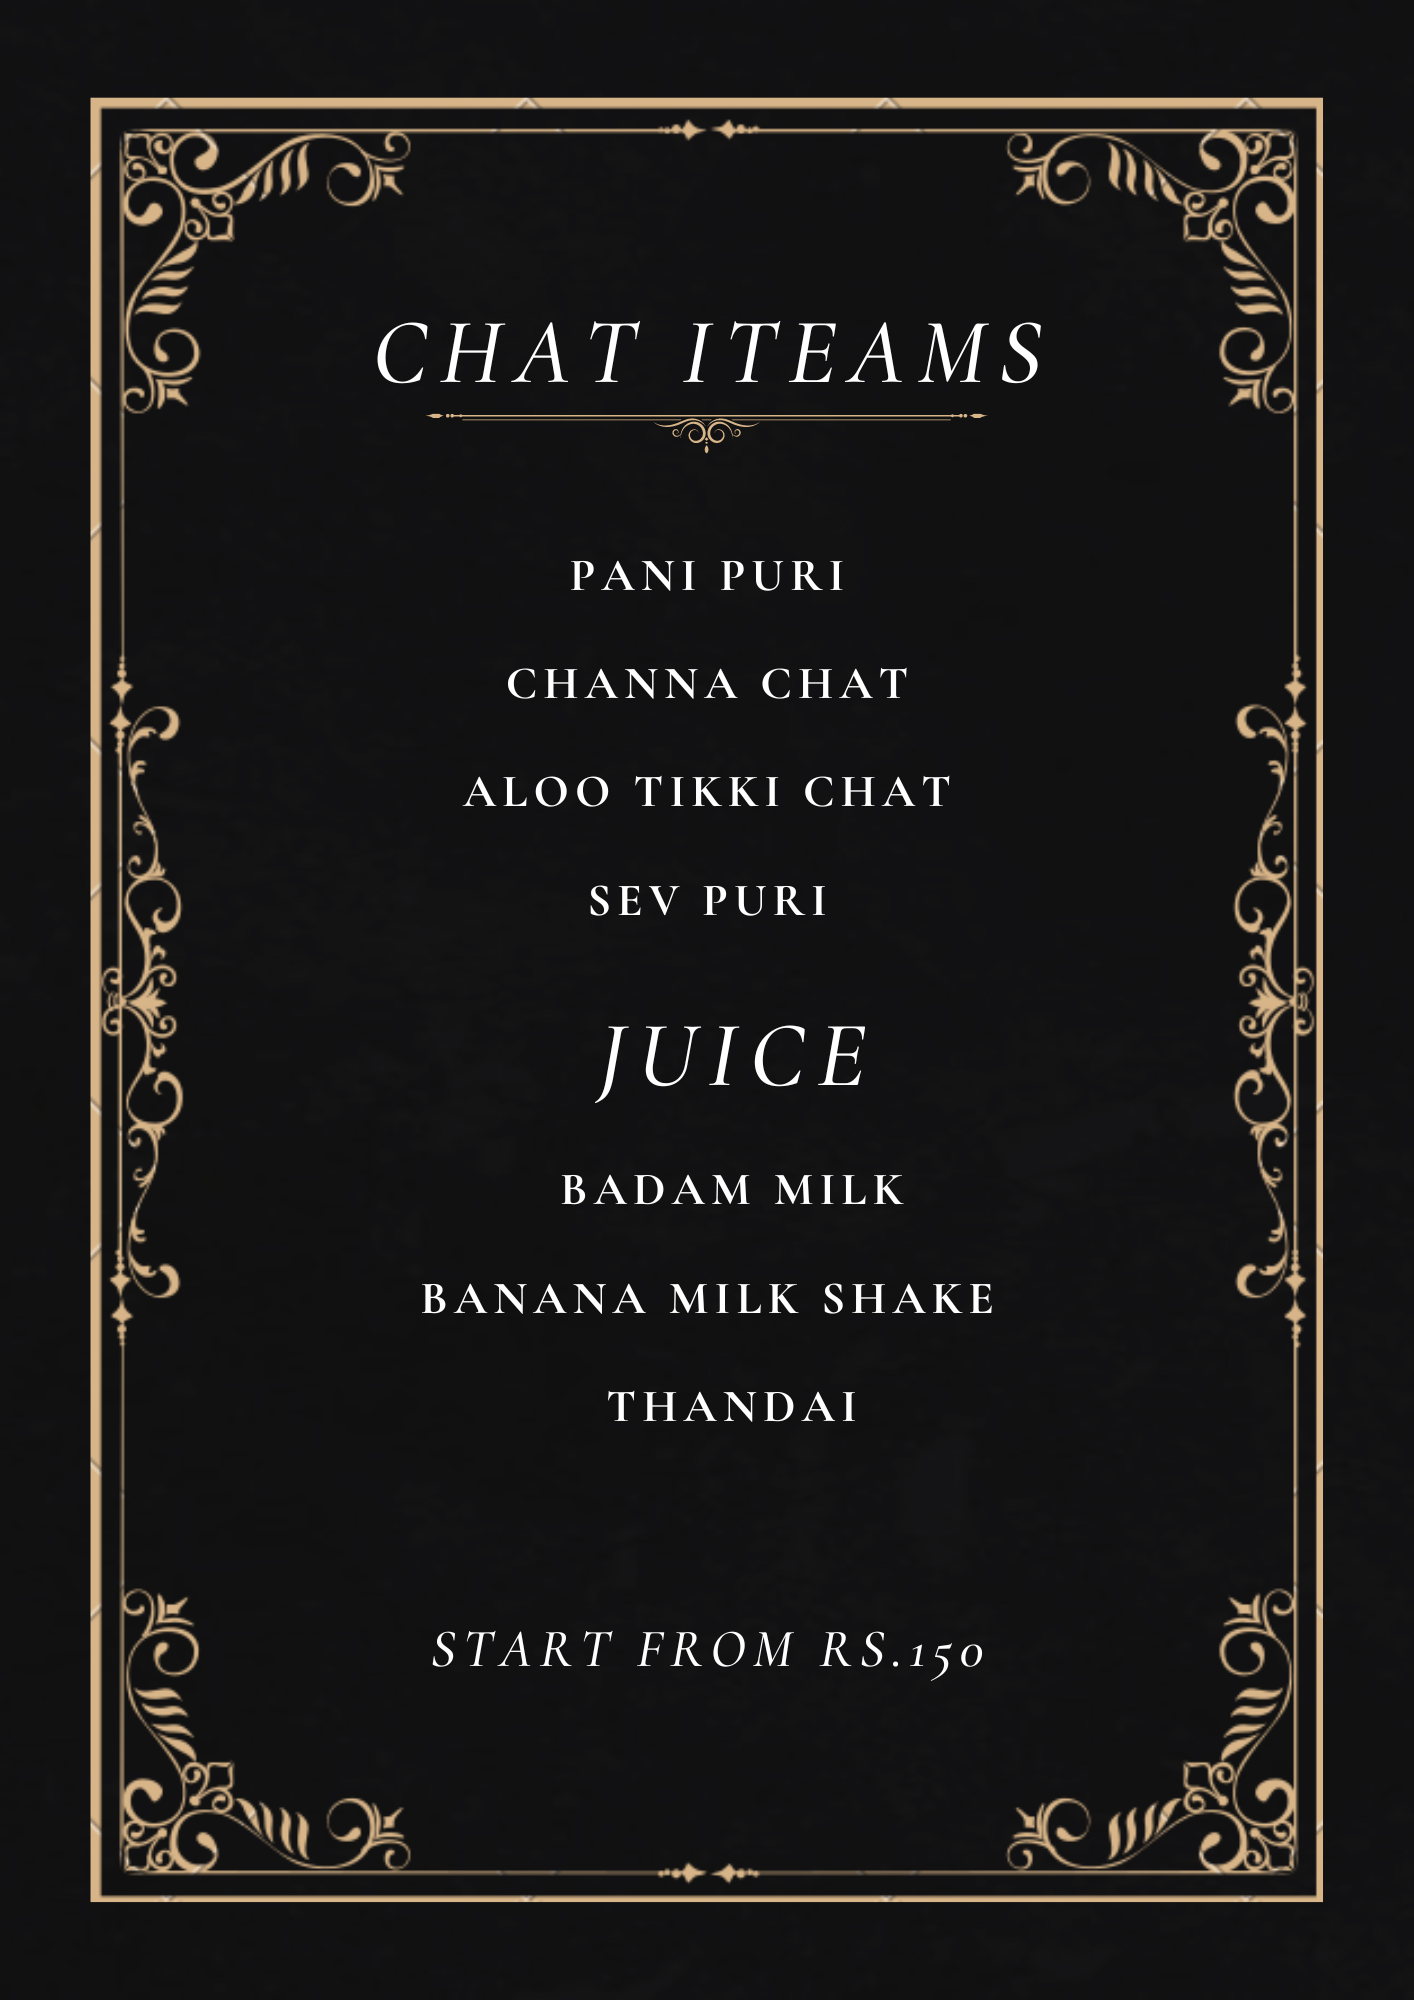 CHAT ITEAMS
PANI PURI
CHANNA CHAT
ALOO TIKKI CHAT
SEV PURI
JUICE
BADAM MILK
BANANA MILK SHAKE
THANDAI
START FROM RS.150